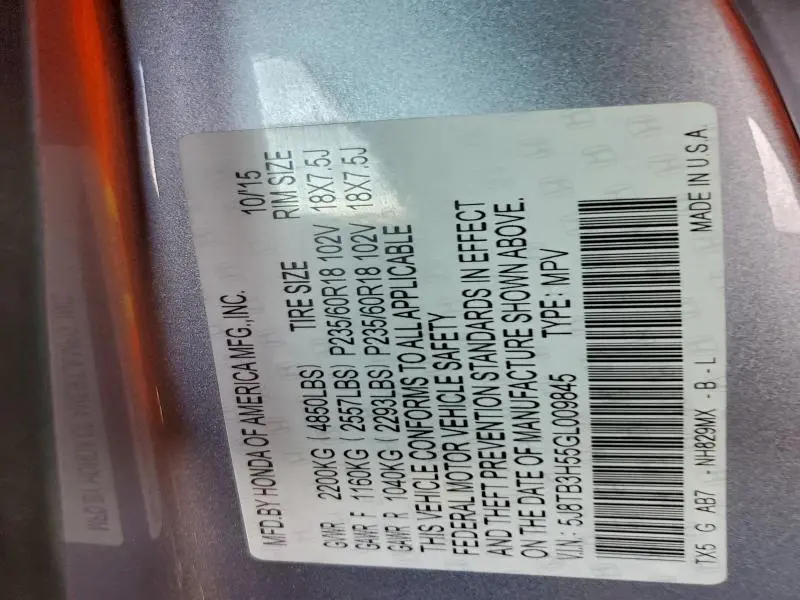 MFD.BY HONDA OF AMERICA MFG.,INC. 10/15
TIRE SIZE RIM SIZE
GVWR 2200KG ( 4850LBS)
GAWR F 1160KG ( 2557LBS) P235/60R18 102V 18X7.5J
GAWR R 1040KG ( 2293LBS) P235/60R18 102V 18X7.5J
THIS VEHICLE CONFORMS TO ALL APPLICABLE
FEDERAL MOTOR VEHICLE SAFETY
AND THEFT PREVENTION STANDARDS IN EFFECT
ON THE DATE OF MANUFACTURE SHOWN ABOVE.
V.I.N.: 5J8TB3H55GL009845 TYPE: MPV
TX5 G AB7 NH829MX - B - L MADE IN U.S.A.